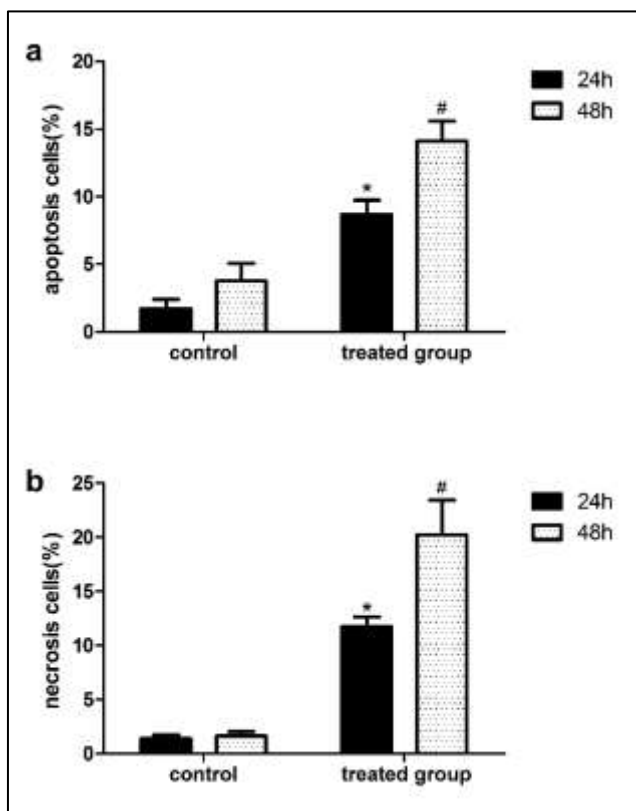 a
apoptosis cells(%)
20
15
10
5
0
*
#
control
treated group
24h
48h
b
necrosis cells(%)
25
20
15
10
5
0
*
#
control
treated group
24h
48h